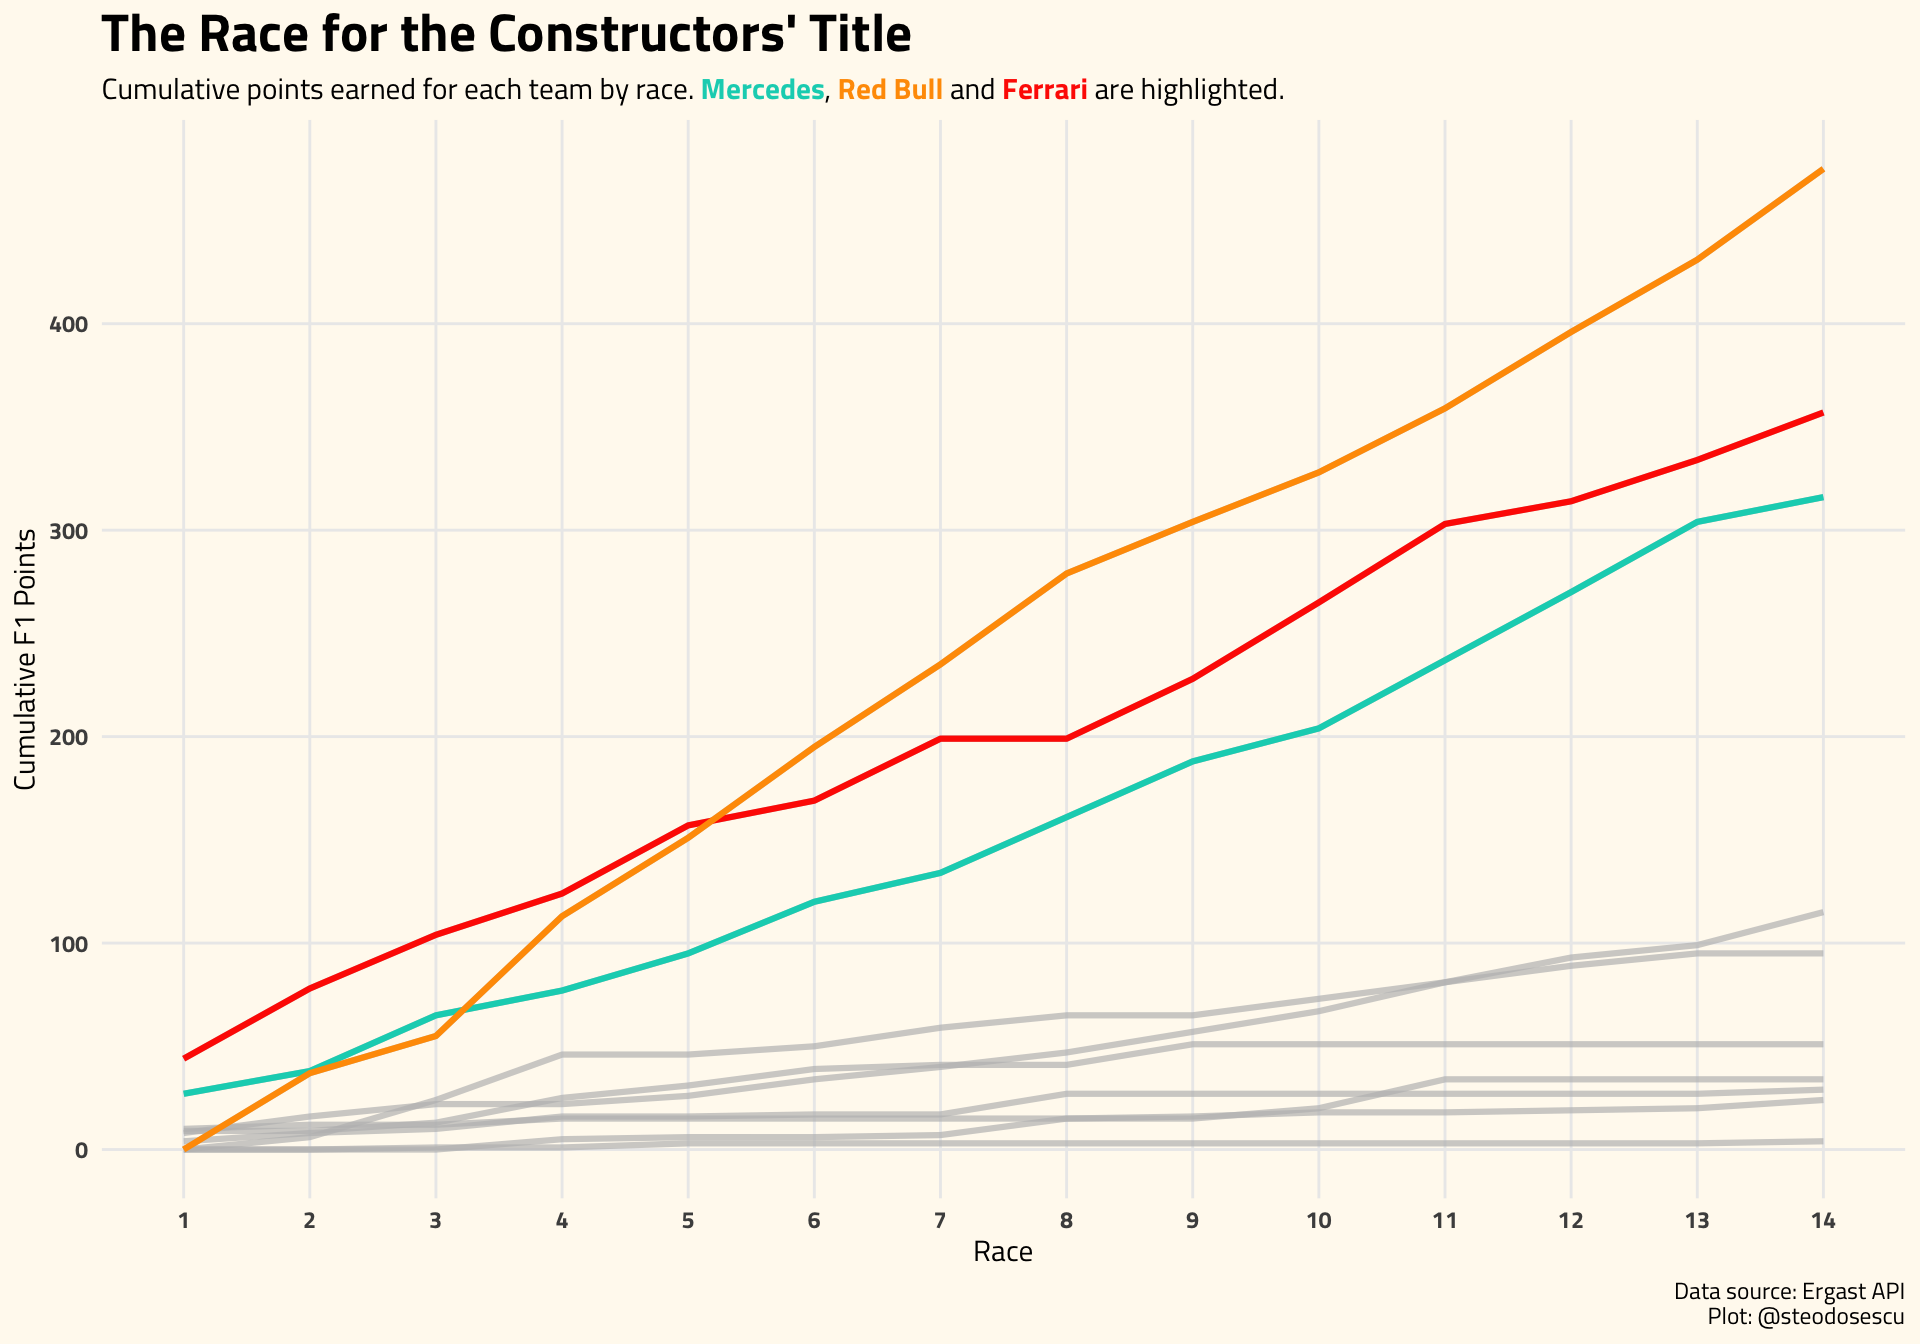 The Race for the Constructors' Title
Cumulative points earned for each team by race. Mercedes, Red Bull and Ferrari are highlighted.
Cumulative F1 Points
400
300
200
100
0
1 2 3 4 5 6 7 8 9 10 11 12 13 14
Race
Data source: Ergast API
Plot: @steodosescu